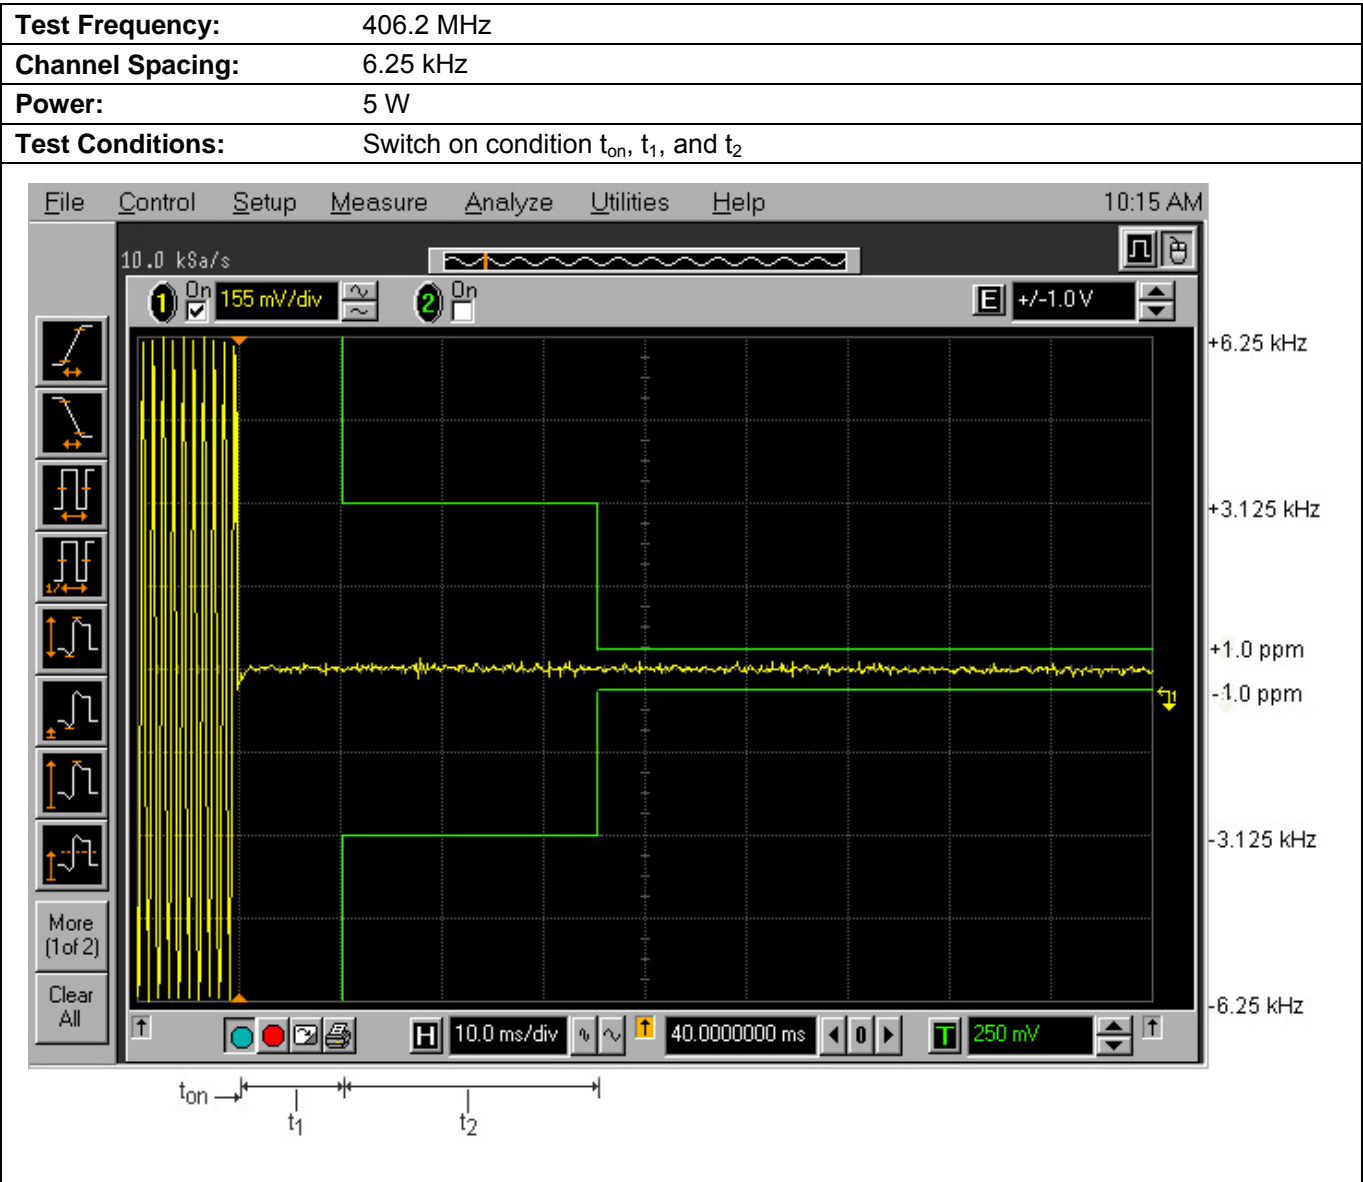 Test Frequency: 406.2 MHz
Channel Spacing: 6.25 kHz
Power: 5 W
Test Conditions: Switch on condition ton, t1, and t2
File Control Setup Measure Analyze Utilities Help 10:15 AM
10.0 kSa/s
1 On 155 mV/div 2 On E +/-1.0 V
+6.25 kHz
+3.125 kHz
+1.0 ppm
-1.0 ppm
-3.125 kHz
-6.25 kHz
1/
More
(1 of 2)
Clear
All
H 10.0 ms/div 40.0000000 ms 0 T 250 mV
ton
t1
t2